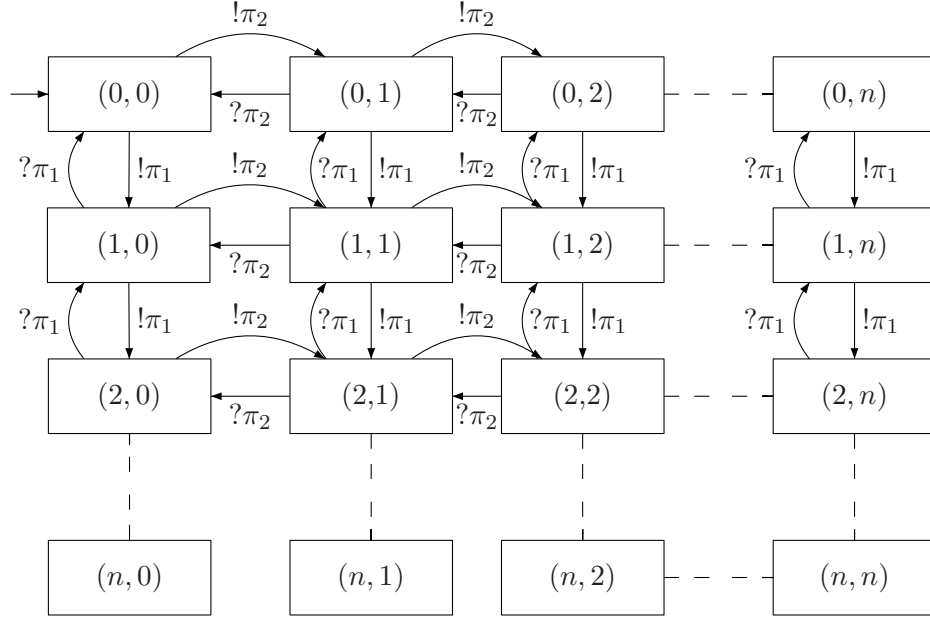 !π₂ !π₂
(0, 0) (0, 1) (0, 2) (0, n)
?π₂ ?π₂
?π₁ !π₁ !π₂ ?π₁ !π₁ !π₂ ?π₁ !π₁ ?π₁ !π₁
(1, 0) (1, 1) (1, 2) (1, n)
?π₂ ?π₂
?π₁ !π₁ !π₂ ?π₁ !π₁ !π₂ ?π₁ !π₁ ?π₁ !π₁
(2, 0) (2,1) (2,2) (2, n)
?π₂ ?π₂
(n, 0) (n, 1) (n, 2) (n, n)